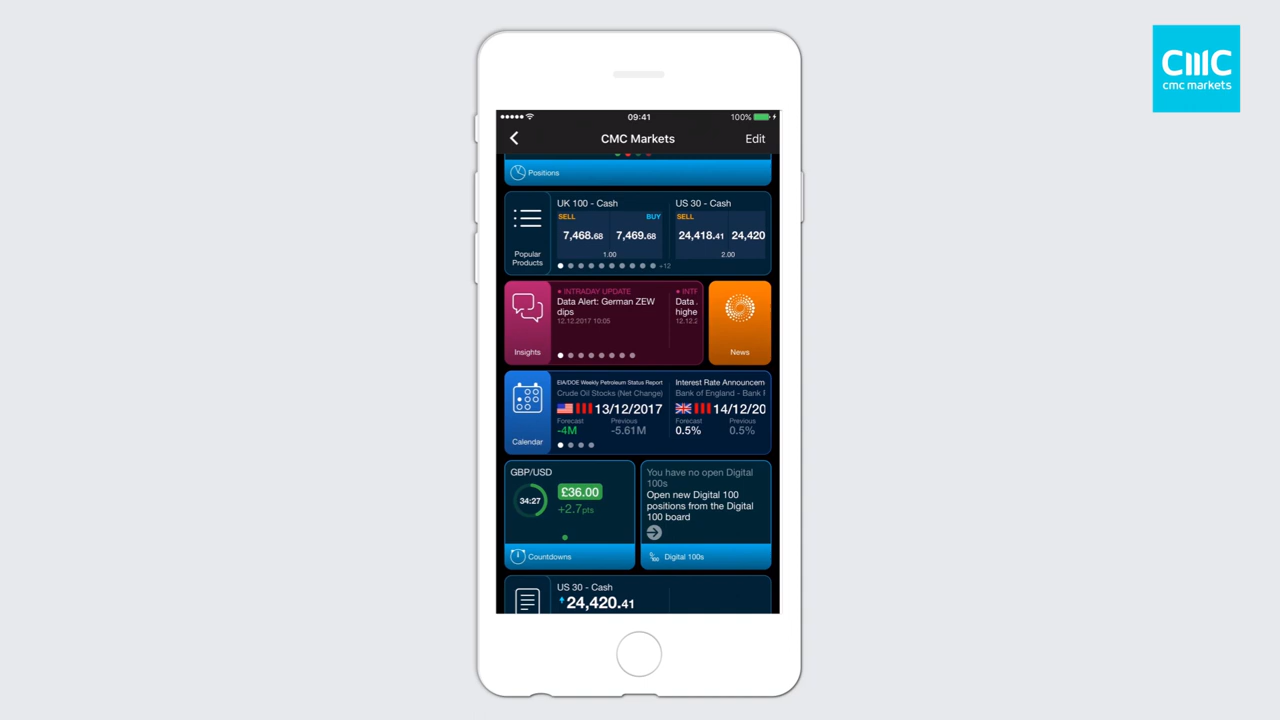 CMC
cmc markets
09:41
100%
CMC Markets
Edit
Positions
UK 100 - Cash
SELL
BUY
7,468.68
7,469.68
1.00
US 30 - Cash
SELL
24,418.41
24,420
2.00
Popular
Products
+12
Insights
• INTRADAY UPDATE
Data Alert: German ZEW
dips
12.12.2017 10:05
• INTF
Data
highe
12.12.2
News
Calendar
EIA/DOE Weekly Petroleum Status Report
Crude Oil Stocks (Net Change)
13/12/2017
Forecast
Previous
-4M
-5.61M
Interest Rate Announcem
Bank of England - Bank F
14/12/20
Forecast
Previous
0.5%
0.5%
GBP/USD
34:27
£36.00
+2.7pts
Countdowns
You have no open Digital
100s
Open new Digital 100
positions from the Digital
100 board
Digital 100s
US 30 - Cash
24,420.41